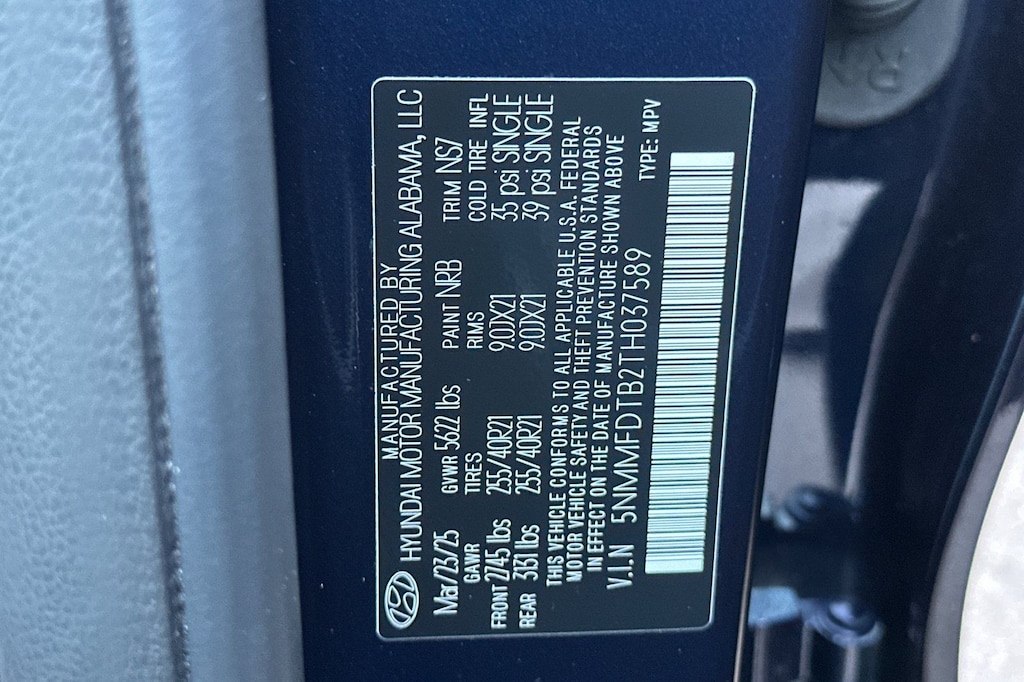 MANUFACTURED BY
HYUNDAI MOTOR MANUFACTURING ALABAMA, LLC
Mar/23/25 GVWR 5622 lbs PAINT NRB TRIM NS7
GAWR TIRES RIMS COLD TIRE INFL
FRONT 2745 lbs 255/40R21 9.0JX21 35 psi SINGLE
REAR 3131 lbs 255/40R21 9.0JX21 39 psi SINGLE
THIS VEHICLE CONFORMS TO ALL APPLICABLE U.S.A. FEDERAL
MOTOR VEHICLE SAFETY AND THEFT PREVENTION STANDARDS
IN EFFECT ON THE DATE OF MANUFACTURE SHOWN ABOVE
V.I.N 5NMMFDTB2TH037589 TYPE: MPV